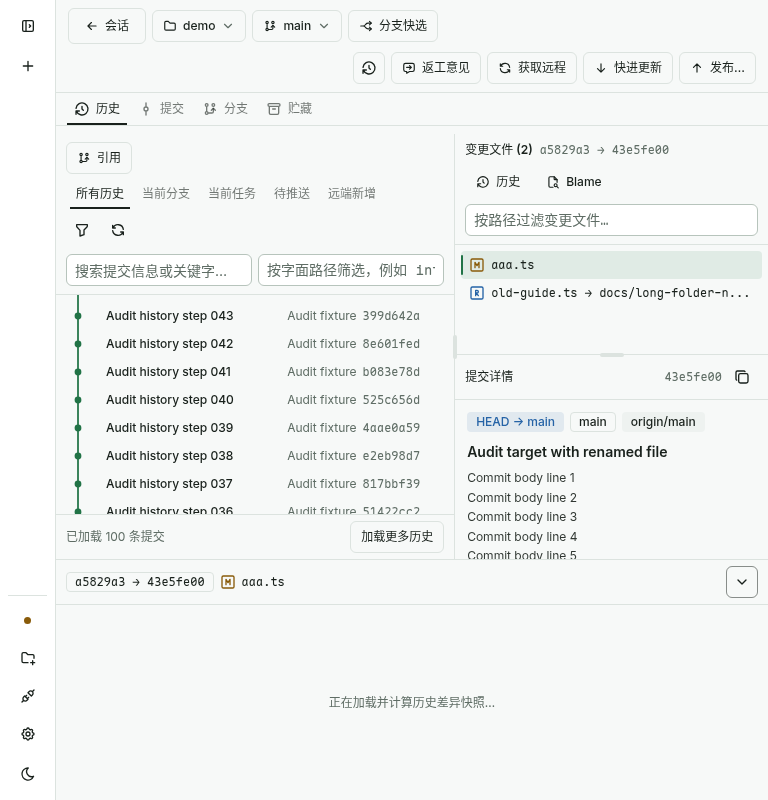 会话 demo main 分支快选
返工意见 获取远程 快进更新 发布...
历史 提交 分支 贮藏
引用
所有历史 当前分支 当前任务 待推送 远端新增
搜索提交信息或关键字... 按字面路径筛选，例如 in
Audit history step 043 Audit fixture 399d642a
Audit history step 042 Audit fixture 8e601fed
Audit history step 041 Audit fixture b083e78d
Audit history step 040 Audit fixture 525c656d
Audit history step 039 Audit fixture 4aae0a59
Audit history step 038 Audit fixture e2eb98d7
Audit history step 037 Audit fixture 817bbf39
Audit history step 036 Audit fixture 51422cc2
已加载 100 条提交 加载更多历史
变更文件 (2) a5829a3 → 43e5fe00
历史 Blame
按路径过滤变更文件…
M aaa.ts
R old-guide.ts → docs/long-folder-n...
提交详情 43e5fe00
HEAD → main main origin/main
Audit target with renamed file
Commit body line 1
Commit body line 2
Commit body line 3
Commit body line 4
Commit body line 5
a5829a3 → 43e5fe00 M aaa.ts
正在加载并计算历史差异快照...